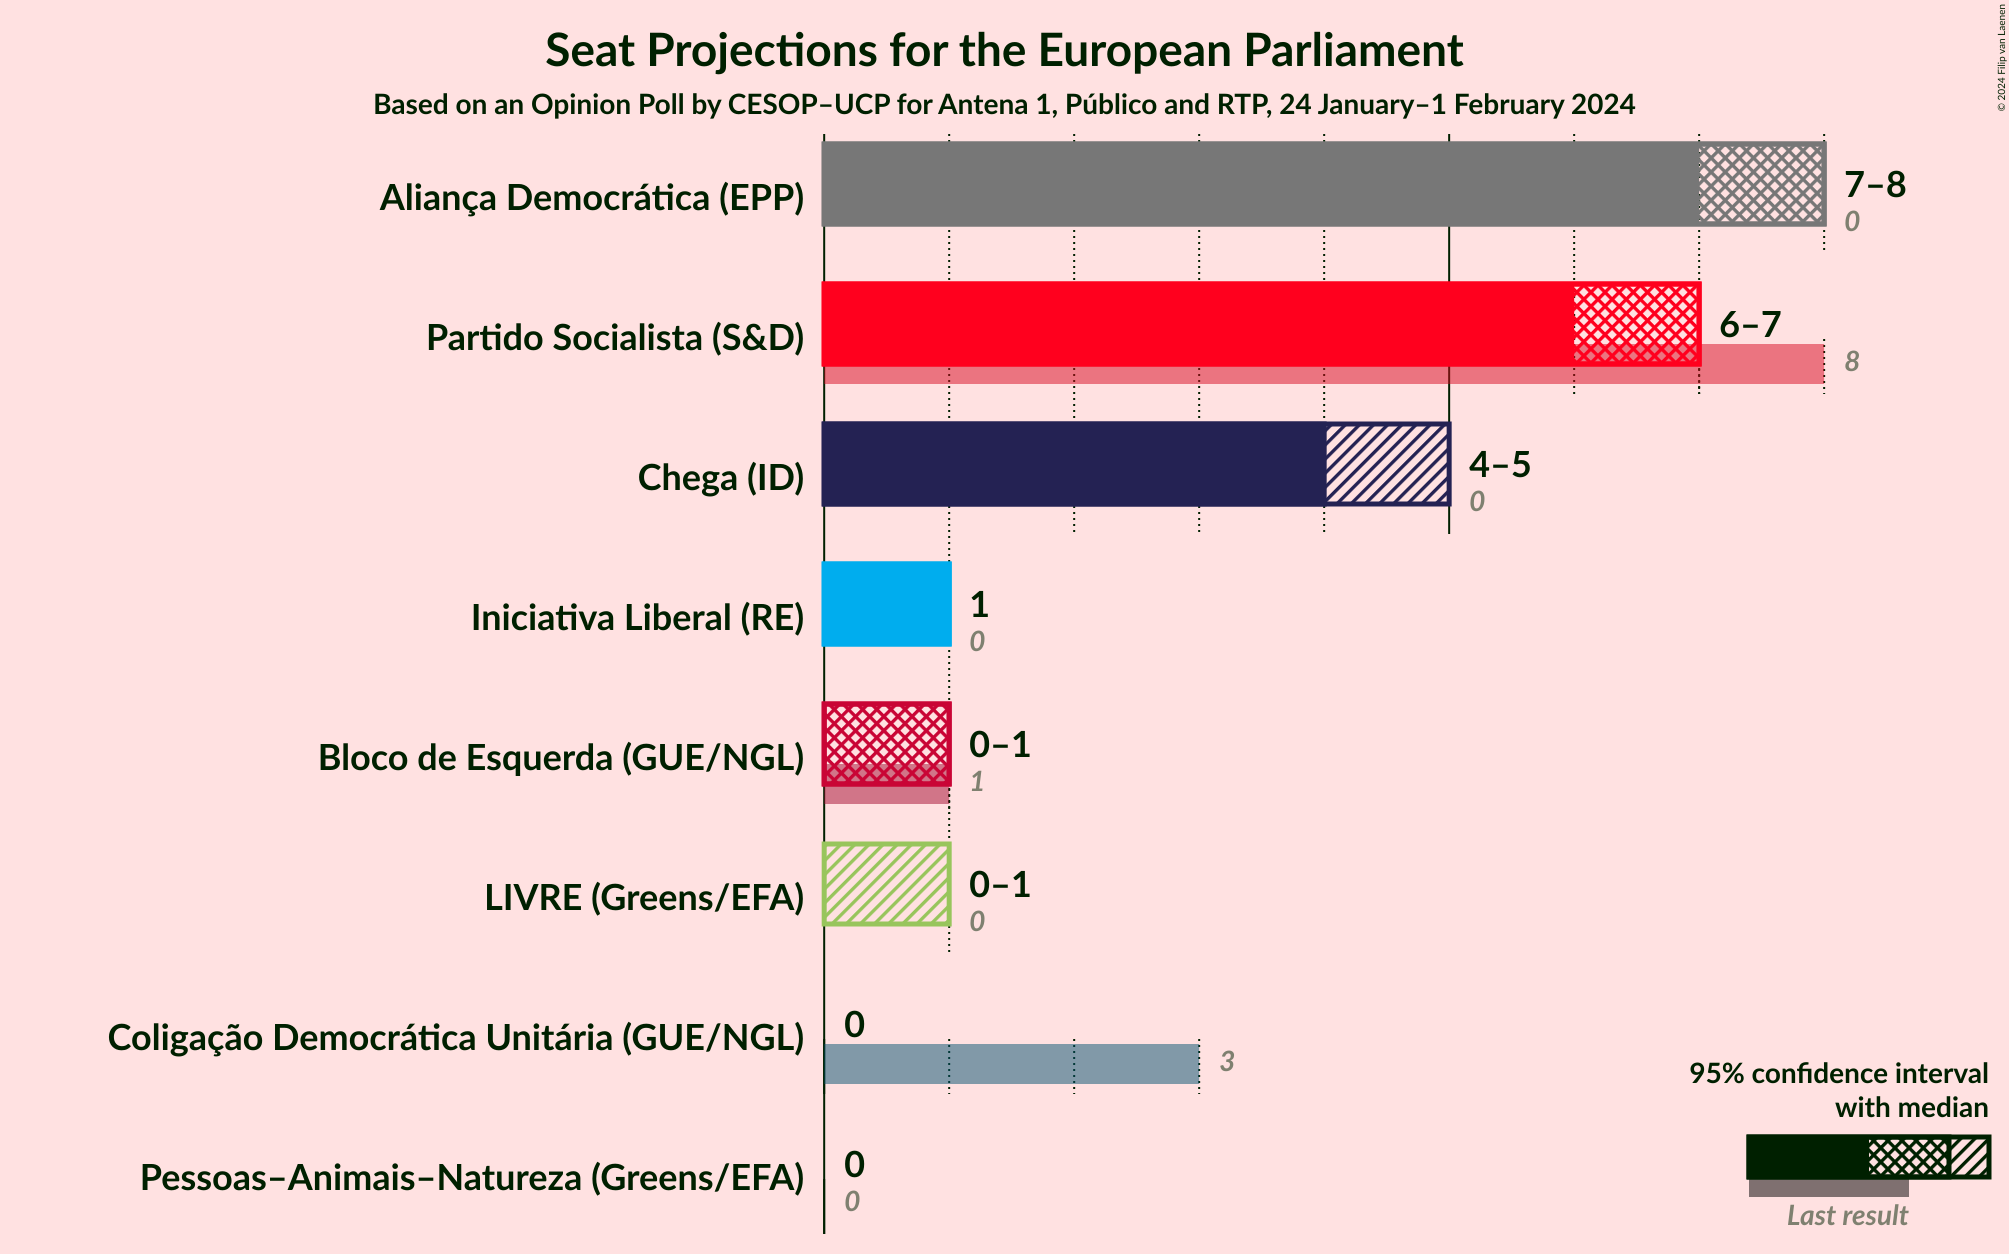 Seat Projections for the European Parliament
Based on an Opinion Poll by CESOP–UCP for Antena 1, Público and RTP, 24 January–1 February 2024
© 2024 Filip van Laenen
Aliança Democrática (EPP)
7–8
0
Partido Socialista (S&D)
6–7
8
Chega (ID)
4–5
0
Iniciativa Liberal (RE)
1
0
Bloco de Esquerda (GUE/NGL)
0–1
1
LIVRE (Greens/EFA)
0–1
0
Coligação Democrática Unitária (GUE/NGL)
0
3
Pessoas–Animais–Natureza (Greens/EFA)
0
0
95% confidence interval
with median
Last result